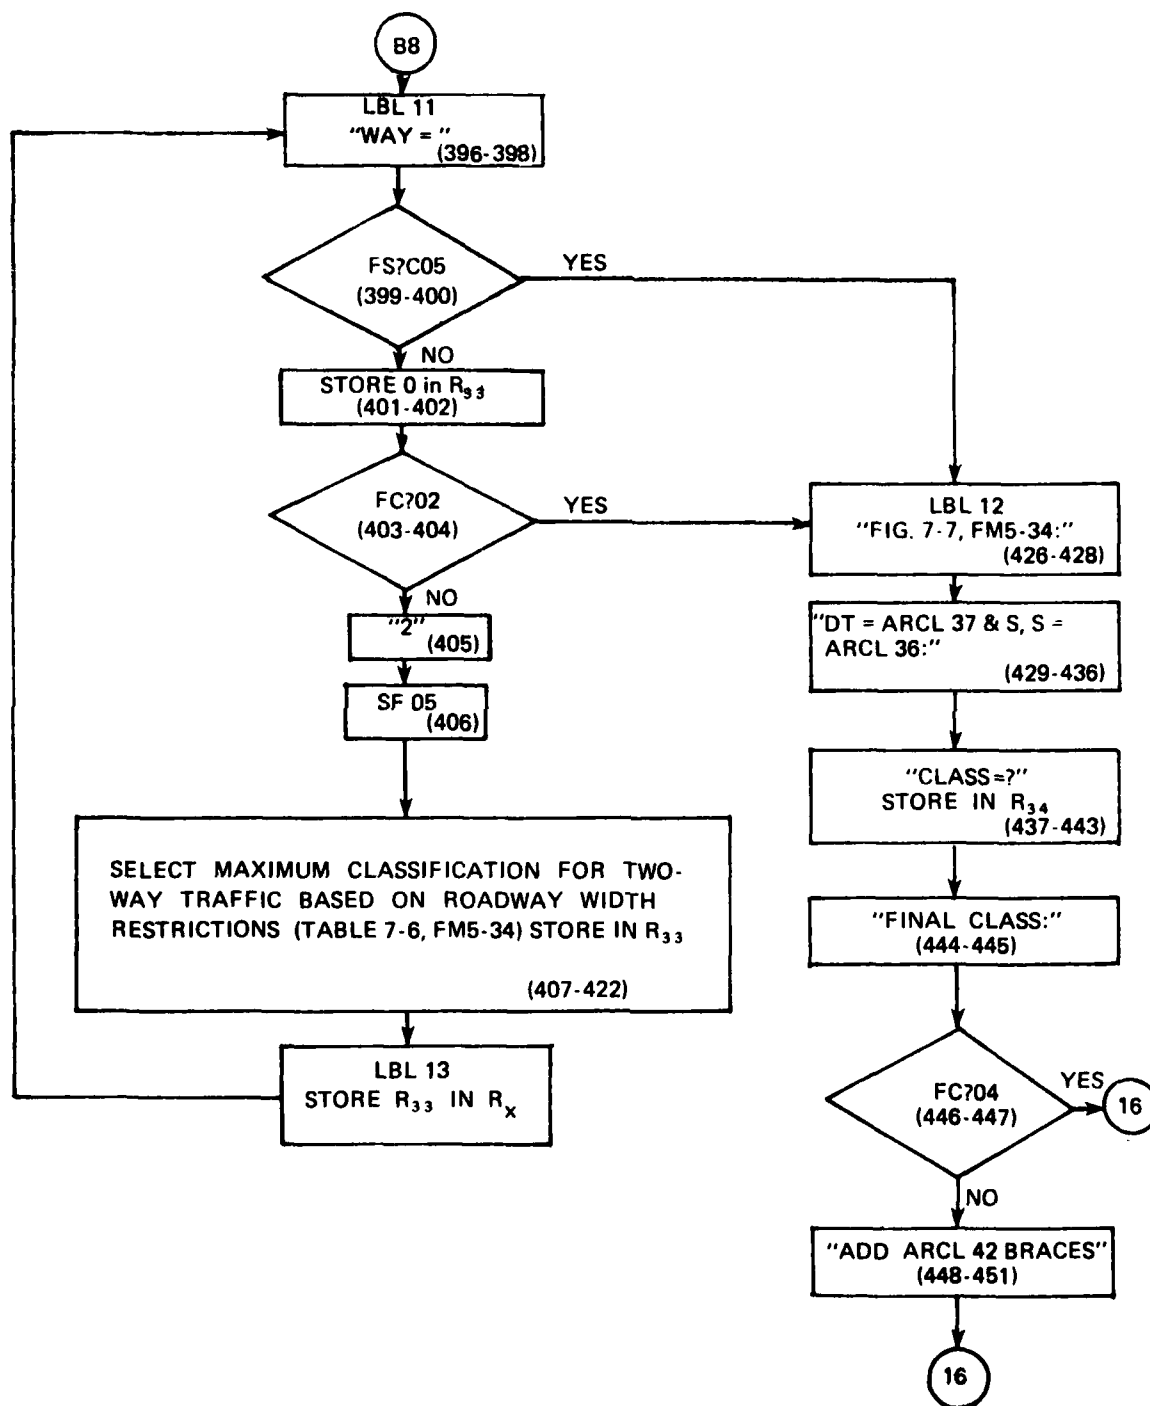 B8
LBL 11
"WAY = "
(396-398)
FS?C05
(399-400)
YES
NO
STORE 0 in R₃₃
(401-402)
FC?02
(403-404)
YES
NO
"2"
(405)
SF 05
(406)
SELECT MAXIMUM CLASSIFICATION FOR TWO-
WAY TRAFFIC BASED ON ROADWAY WIDTH
RESTRICTIONS (TABLE 7-6, FM5-34) STORE IN R₃₃
(407-422)
LBL 13
STORE R₃₃ IN Rₓ
LBL 12
"FIG. 7-7, FM5-34:"
(426-428)
"DT = ARCL 37 & S, S =
ARCL 36:"
(429-436)
"CLASS=?"
STORE IN R₃₄
(437-443)
"FINAL CLASS:"
(444-445)
FC?04
(446-447)
YES
16
NO
"ADD ARCL 42 BRACES"
(448-451)
16